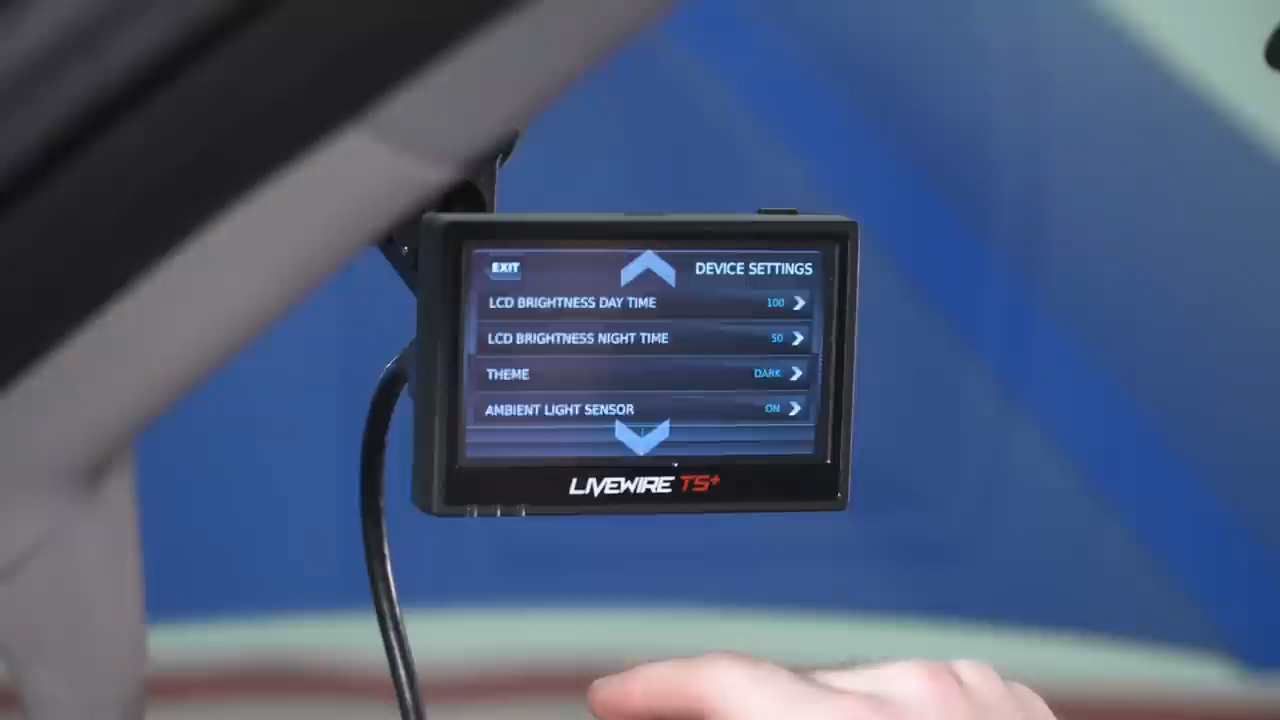 EXIT
DEVICE SETTINGS
LCD BRIGHTNESS DAY TIME 100
LCD BRIGHTNESS NIGHT TIME 50
THEME DARK
AMBIENT LIGHT SENSOR ON
LIVEWIRE TS+